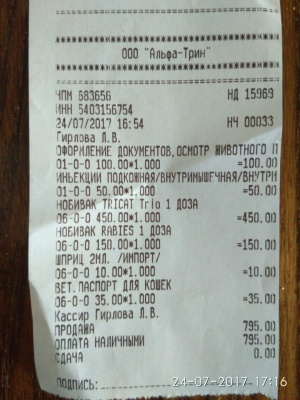 ООО "Альфа-Трин"
ЧПМ 683656 НД 15969
ИНН 5403156754
24/07/2017 16:54 НЧ 00033
Гирлова Л.В.
ОФОРМЛЕНИЕ ДОКУМЕНТОВ,ОСМОТР ЖИВОТНОГО П
01-0-0 100.00*1.000 =100.00
ИНЬЕКЦИИ ПОДКОЖНАЯ/ВНУТРИМЫШЕЧНАЯ/ВНУТРИ
01-0-0 50.00*1.000 =50.00
НОБИВАК TRICAT Trio 1 ДОЗА
06-0-0 450.00*1.000 =450.00
НОБИВАК RABIES 1 ДОЗА
06-0-0 150.00*1.000 =150.00
ШПРИЦ 2МЛ. /ИМПОРТ/
06-0-0 10.00*1.000 =10.00
ВЕТ.ПАСПОРТ ДЛЯ КОШЕК
06-0-0 35.00*1.000 =35.00
Кассир Гирлова Л.В.
ПРОДАЖА 795.00
ОПЛАТА НАЛИЧНЫМИ 795.00
СДАЧА 0.00
ПОДПИСЬ:
24-07-2017 17:16